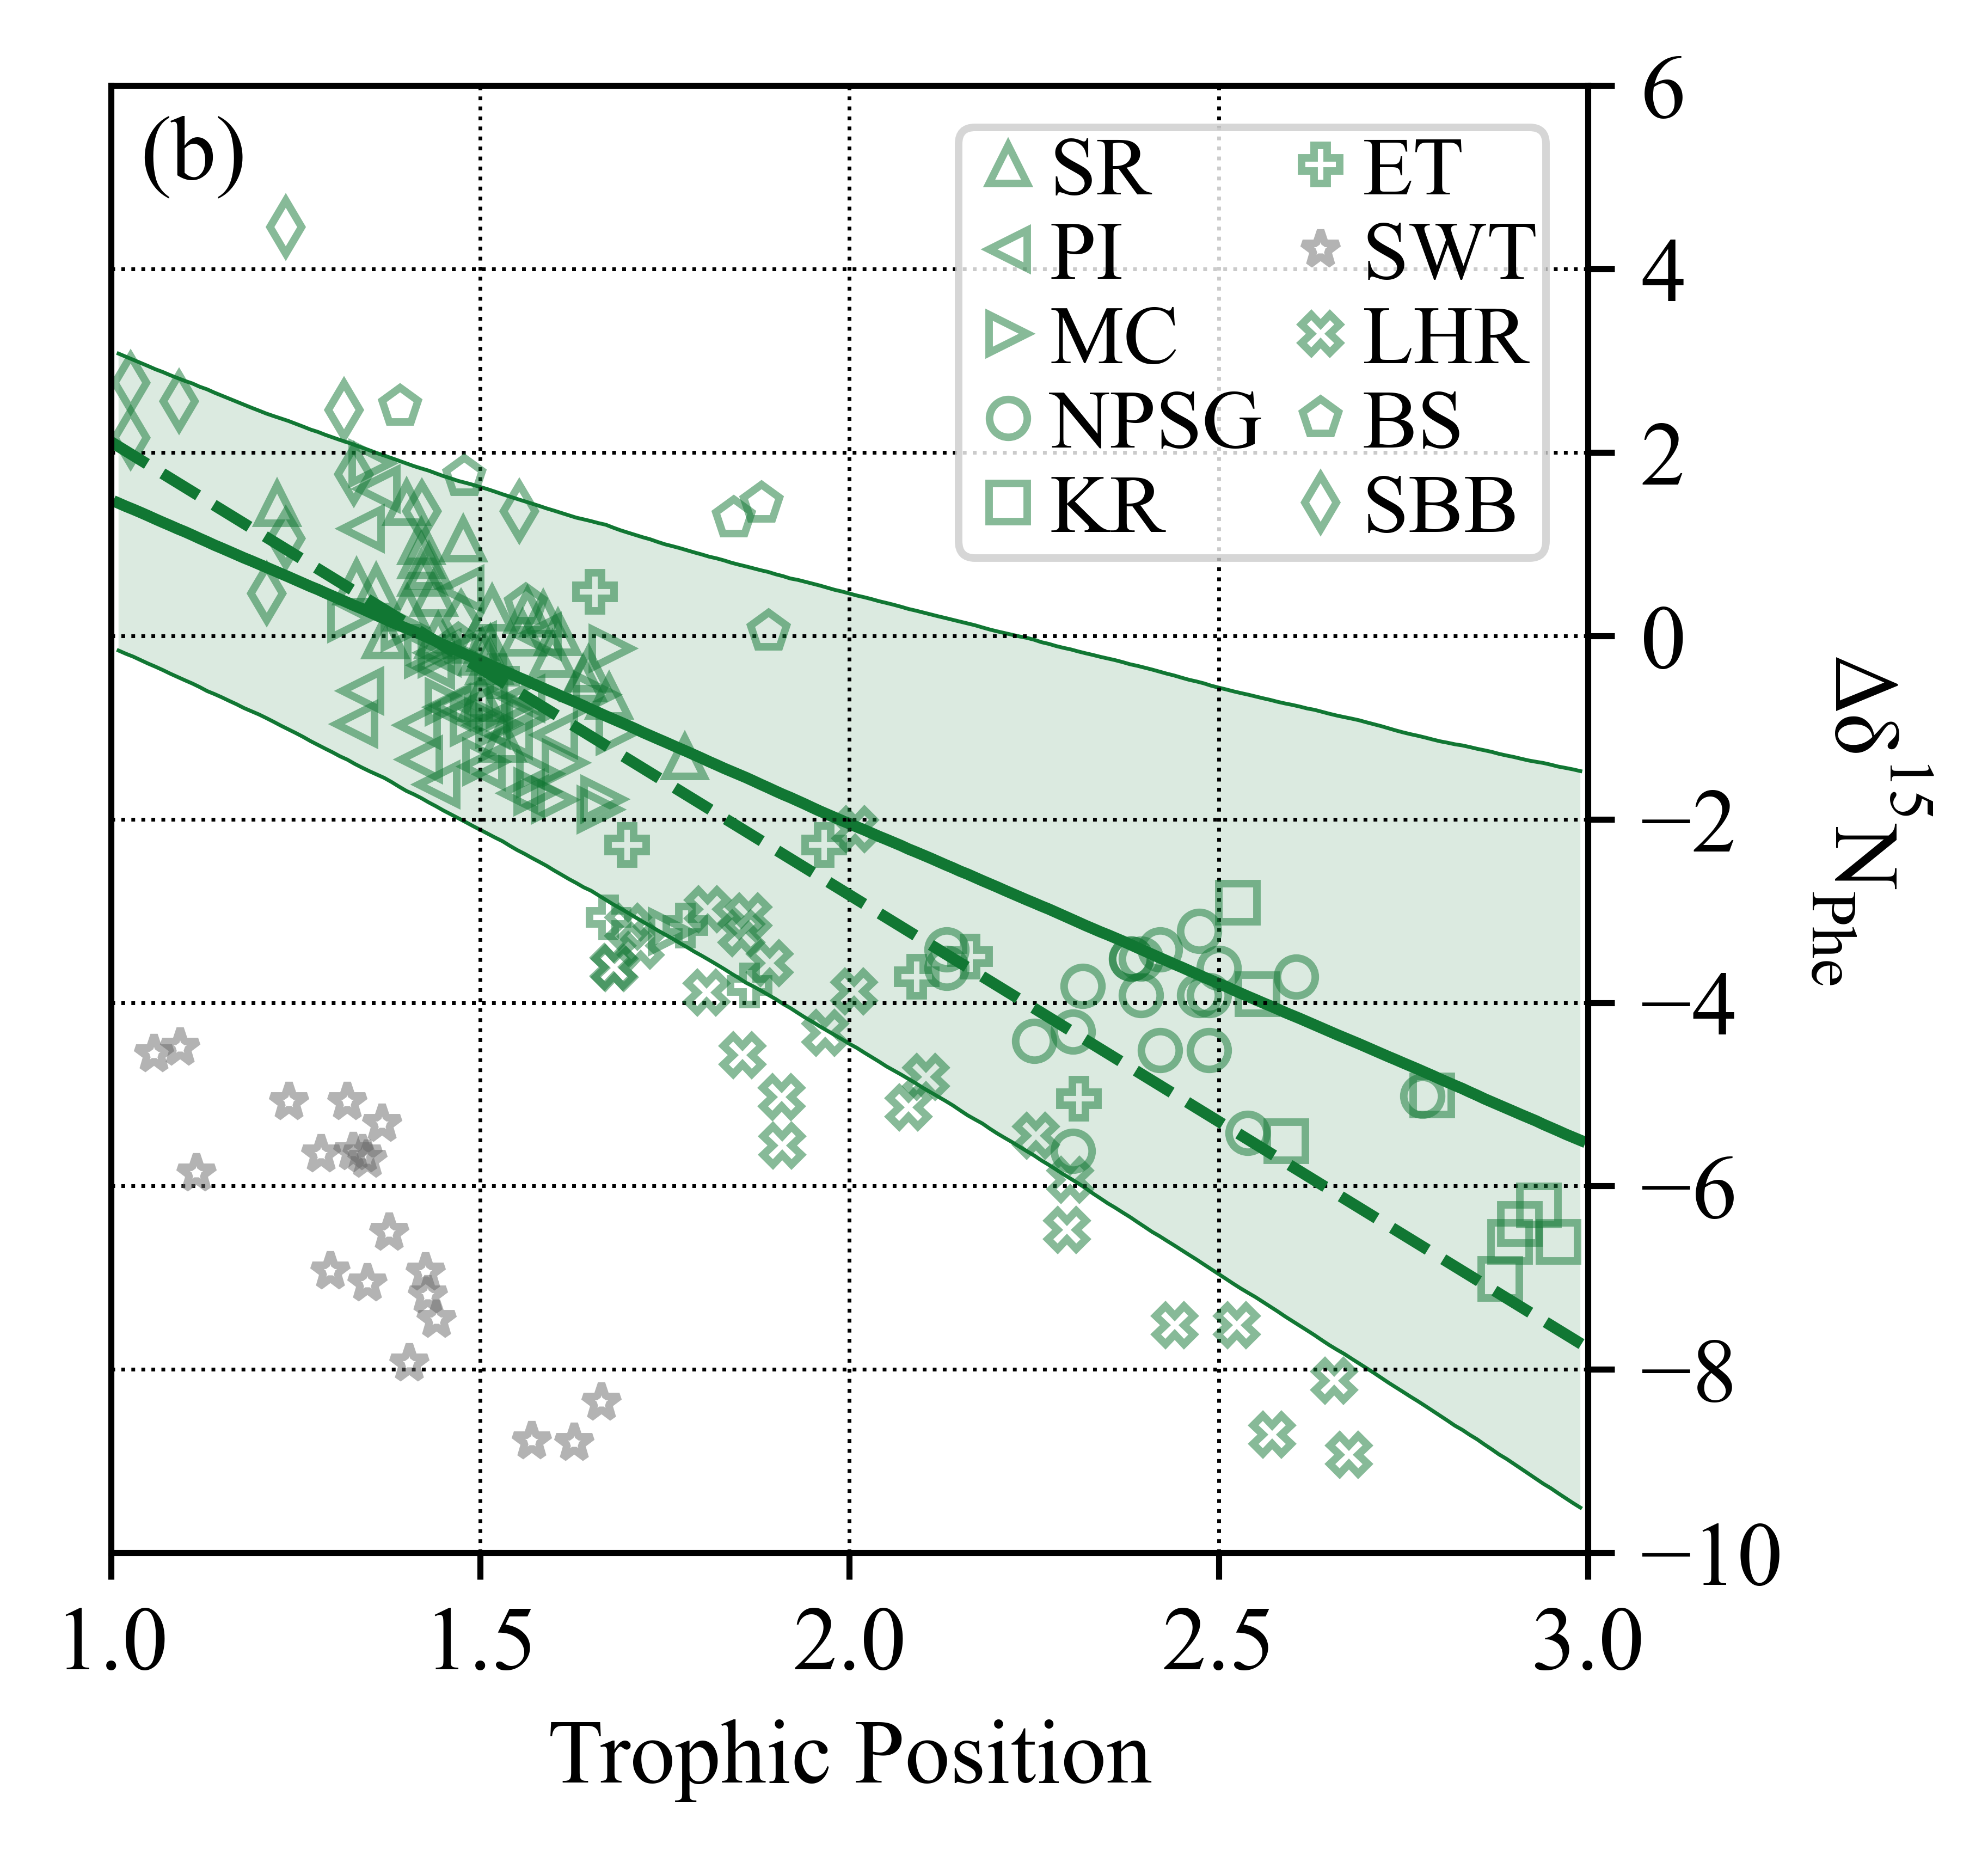 (b)
SR
PI
MC
NPSG
KR
ET
SWT
LHR
BS
SBB
6
4
2
0
−2
−4
−6
−8
−10
Δδ¹⁵N_Phe
1.0 1.5 2.0 2.5 3.0
Trophic Position